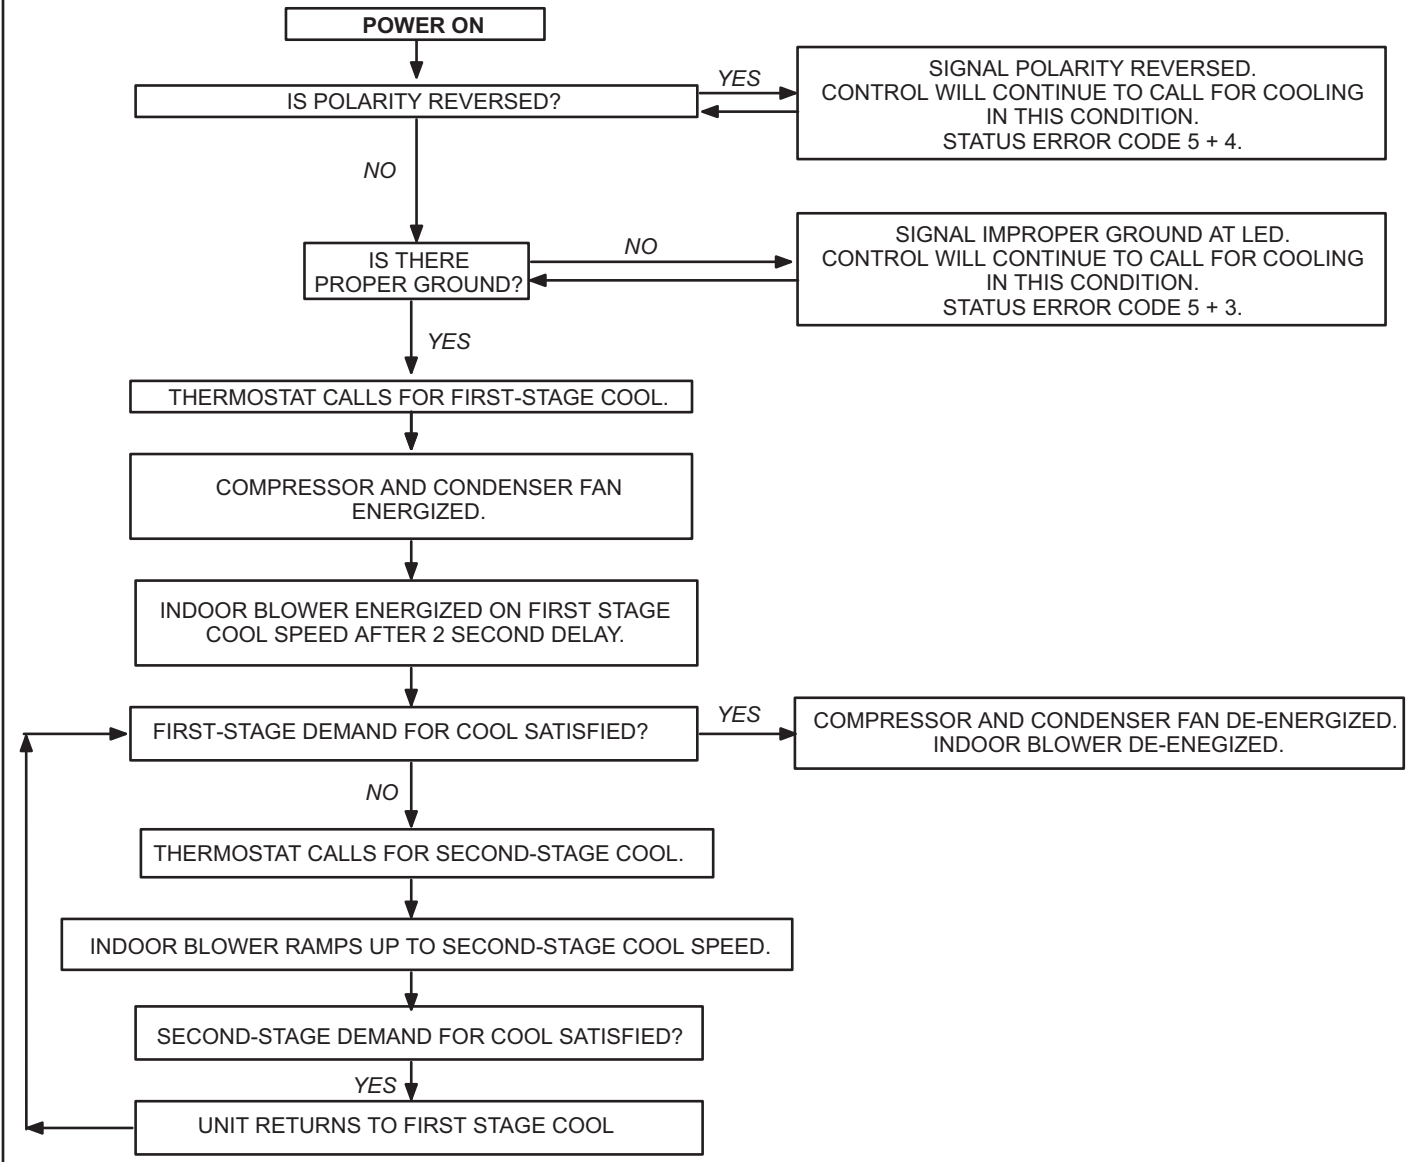 POWER ON
IS POLARITY REVERSED?
YES
SIGNAL POLARITY REVERSED.
CONTROL WILL CONTINUE TO CALL FOR COOLING
IN THIS CONDITION.
STATUS ERROR CODE 5 + 4.
NO
IS THERE
PROPER GROUND?
NO
SIGNAL IMPROPER GROUND AT LED.
CONTROL WILL CONTINUE TO CALL FOR COOLING
IN THIS CONDITION.
STATUS ERROR CODE 5 + 3.
YES
THERMOSTAT CALLS FOR FIRST-STAGE COOL.
COMPRESSOR AND CONDENSER FAN
ENERGIZED.
INDOOR BLOWER ENERGIZED ON FIRST STAGE
COOL SPEED AFTER 2 SECOND DELAY.
FIRST-STAGE DEMAND FOR COOL SATISFIED?
YES
COMPRESSOR AND CONDENSER FAN DE-ENERGIZED.
INDOOR BLOWER DE-ENEGIZED.
NO
THERMOSTAT CALLS FOR SECOND-STAGE COOL.
INDOOR BLOWER RAMPS UP TO SECOND-STAGE COOL SPEED.
SECOND-STAGE DEMAND FOR COOL SATISFIED?
YES
UNIT RETURNS TO FIRST STAGE COOL